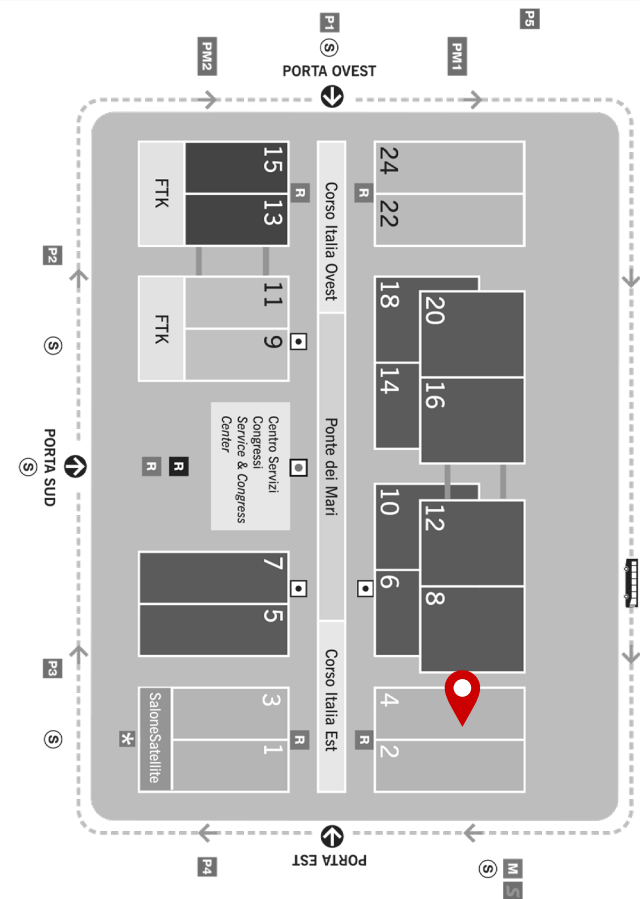 P1
S
P5
PM2
PORTA OVEST
PM1
15
13
FTK
R
Corso Italia Ovest
R
24
22
P2
S
11
9
FTK
18
20
14
16
Centro Servizi
Congressi
Service & Congress
Center
Ponte dei Mari
PORTA SUD
S
R
R
10
12
6
8
7
5
P3
S
3
1
SaloneSatellite
*
R
Corso Italia Est
R
4
2
PORTA EST
P4
S
M
S